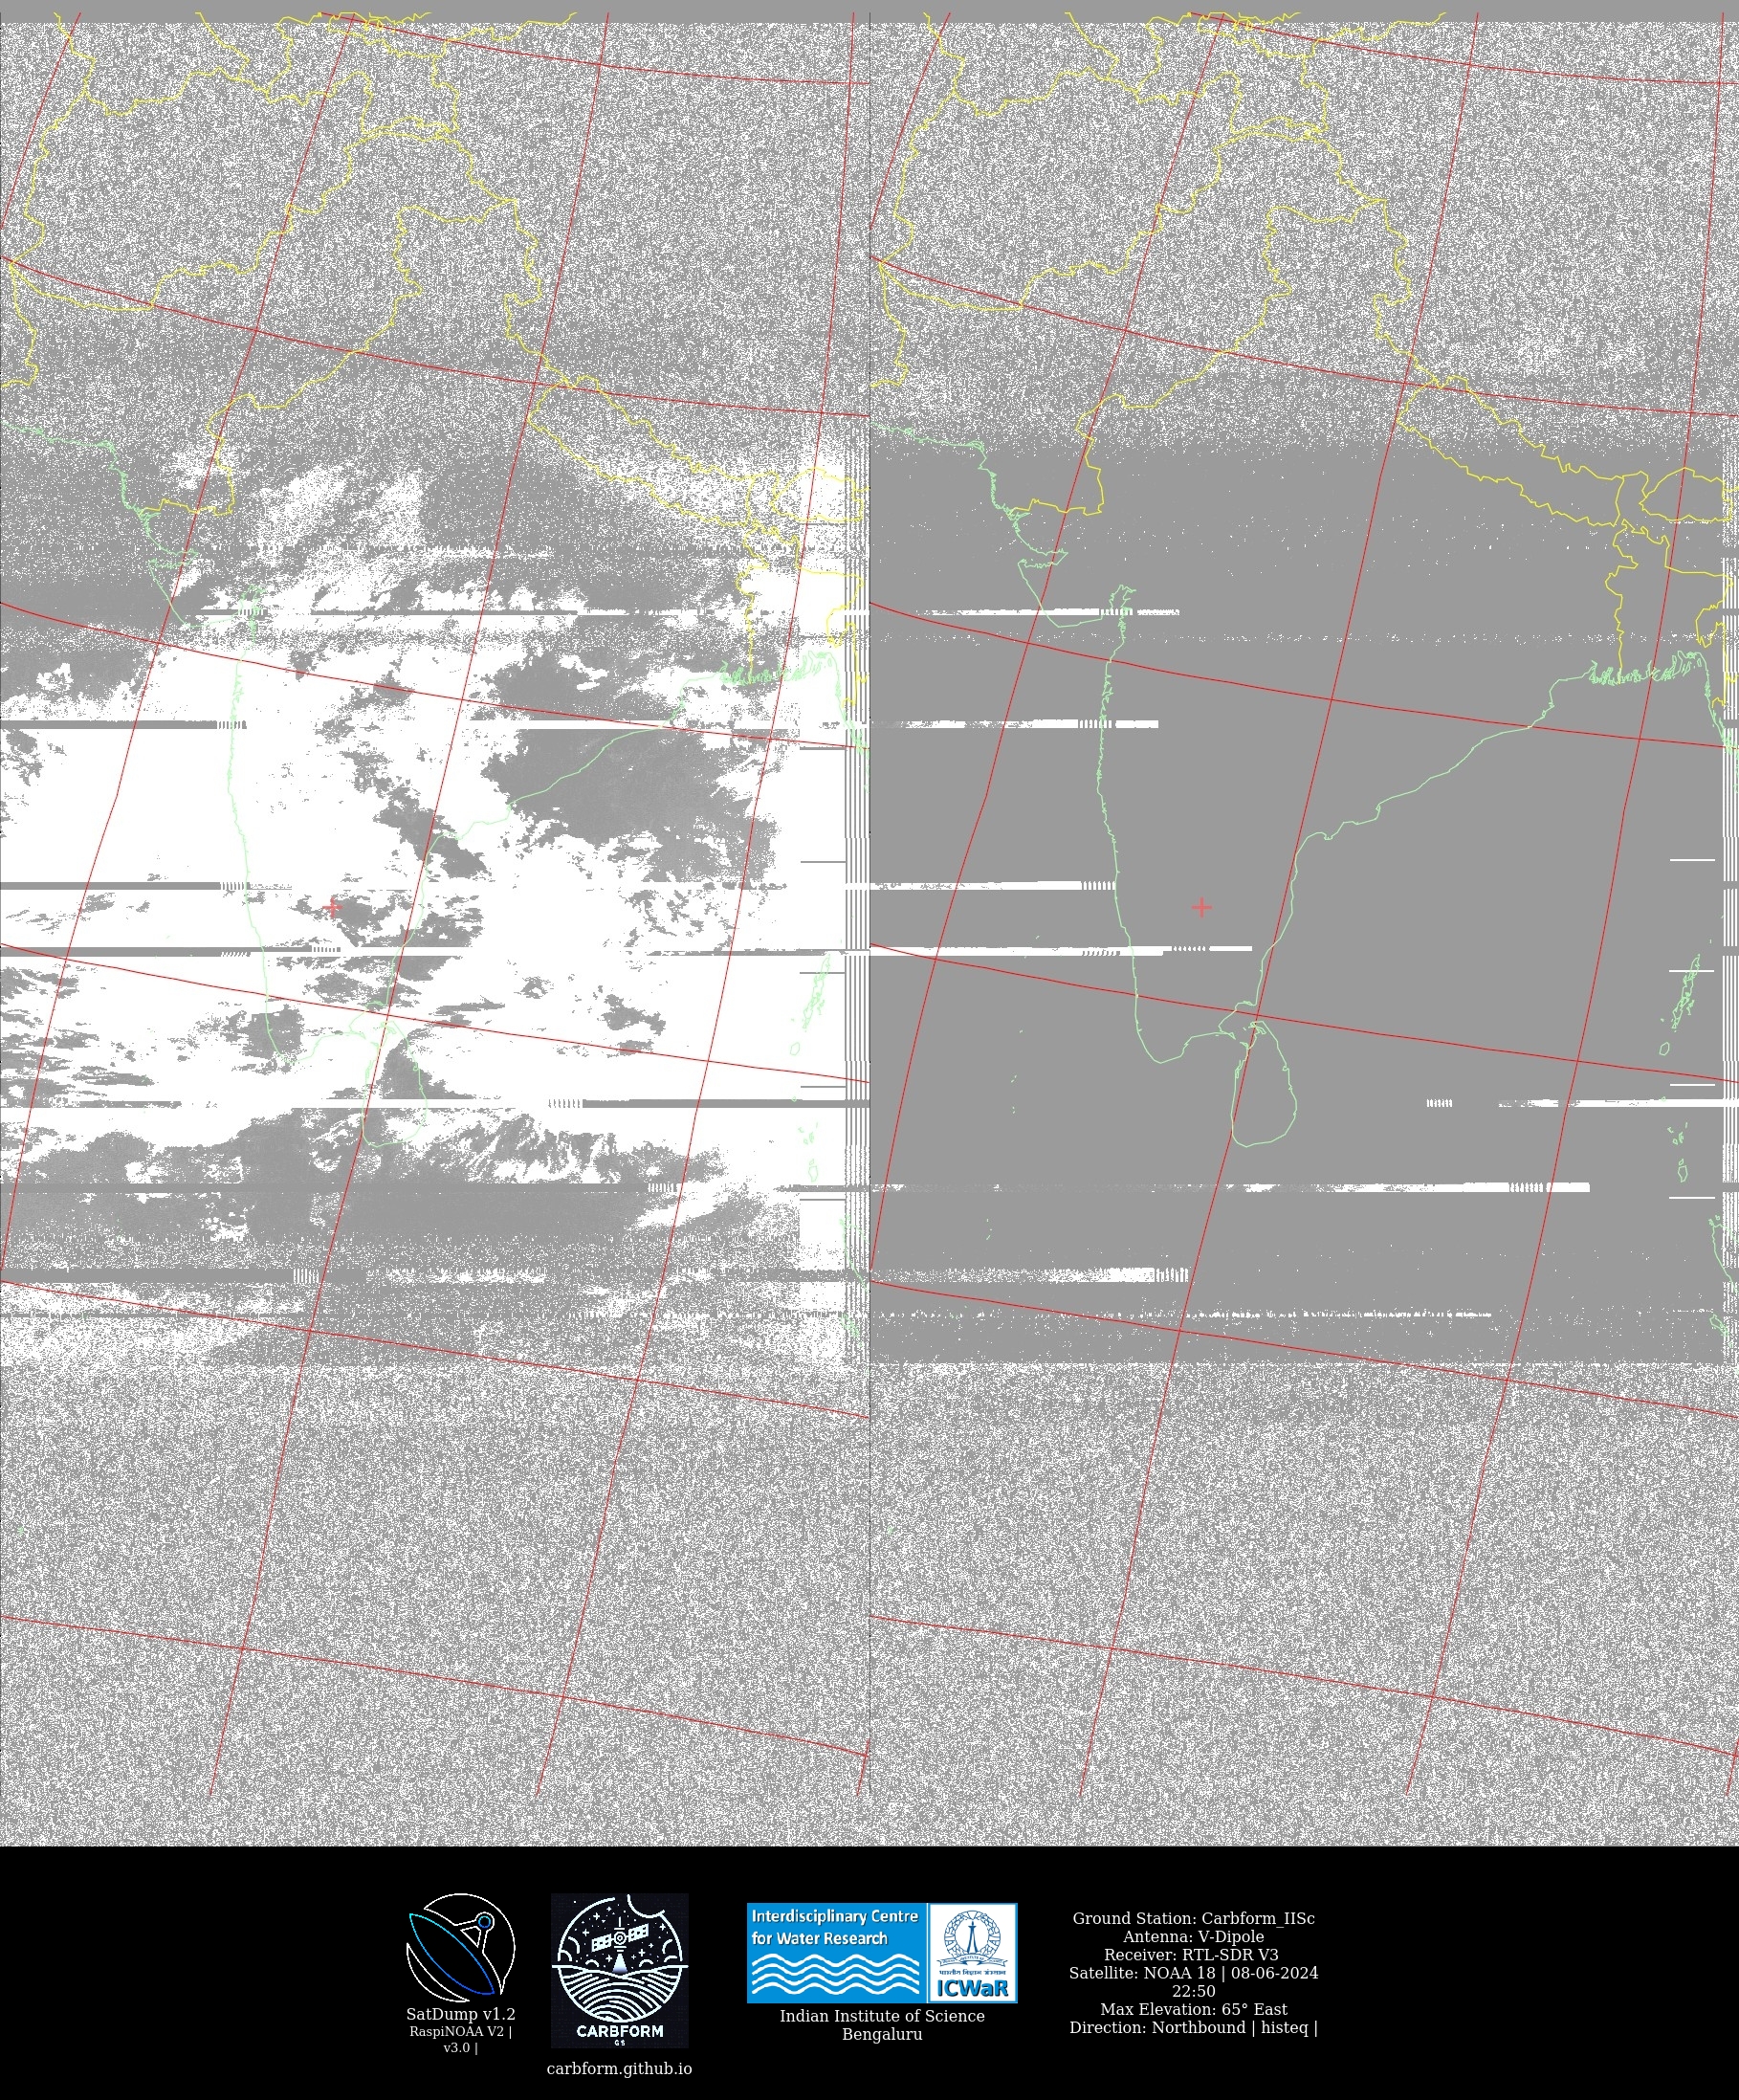 SatDump v1.2
RaspiNOAA V2 |
v3.0 |
CARBFORM
GS
carbform.github.io
Interdisciplinary Centre
for Water Research
ICWaR
Indian Institute of Science
Bengaluru
Ground Station: Carbform_IISc
Antenna: V-Dipole
Receiver: RTL-SDR V3
Satellite: NOAA 18 | 08-06-2024
22:50
Max Elevation: 65° East
Direction: Northbound | histeq |